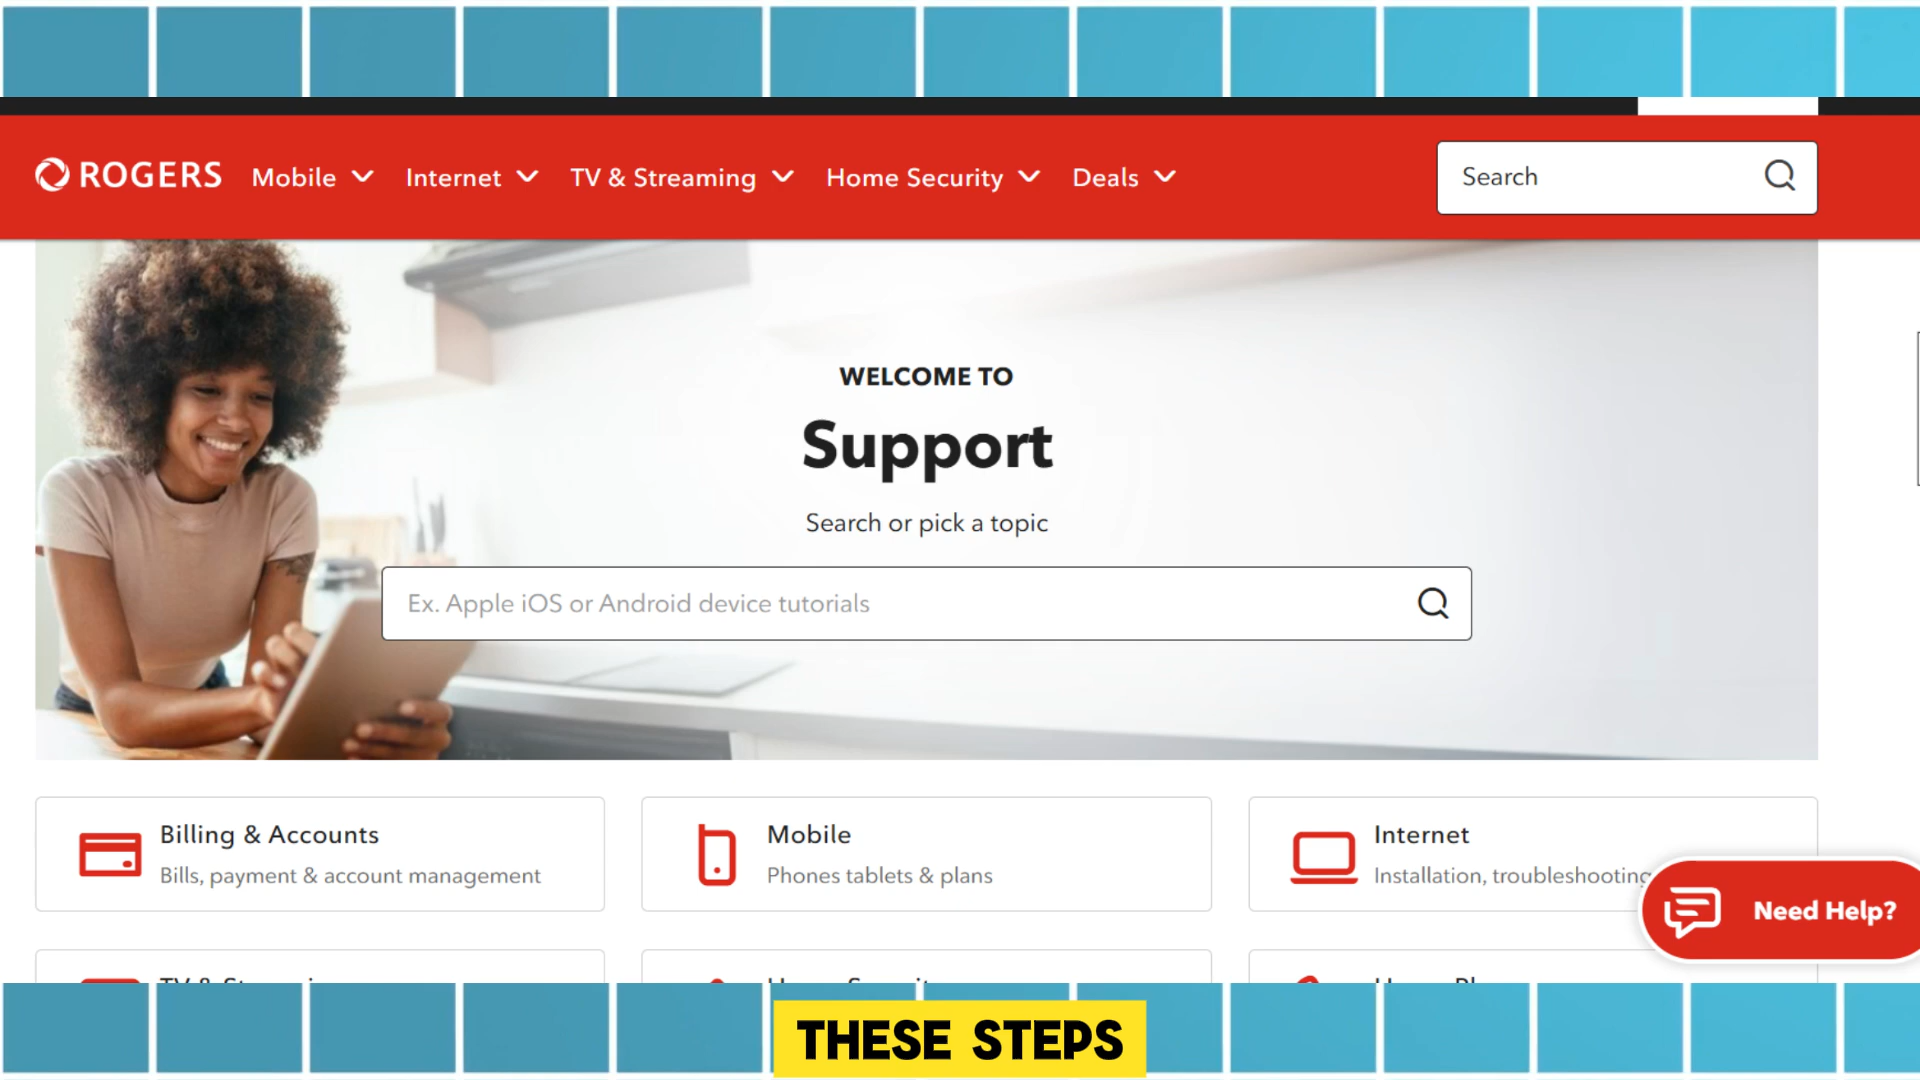 ROGERS Mobile Internet TV & Streaming Home Security Deals Search
WELCOME TO
Support
Search or pick a topic
Ex. Apple iOS or Android device tutorials
Billing & Accounts
Bills, payment & account management
Mobile
Phones tablets & plans
Internet
Installation, troubleshooting
Need Help?
THESE STEPS